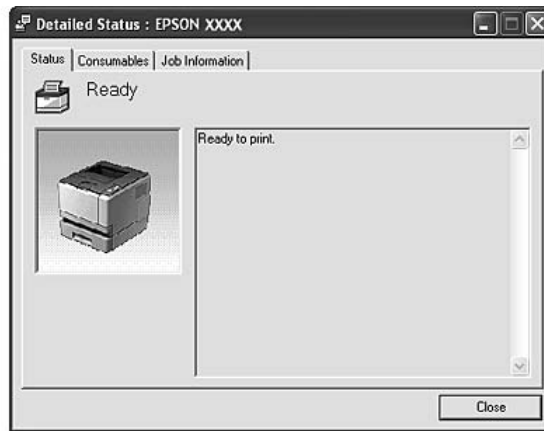 Detailed Status : EPSON XXXX
Status Consumables Job Information
Ready
Ready to print.
Close